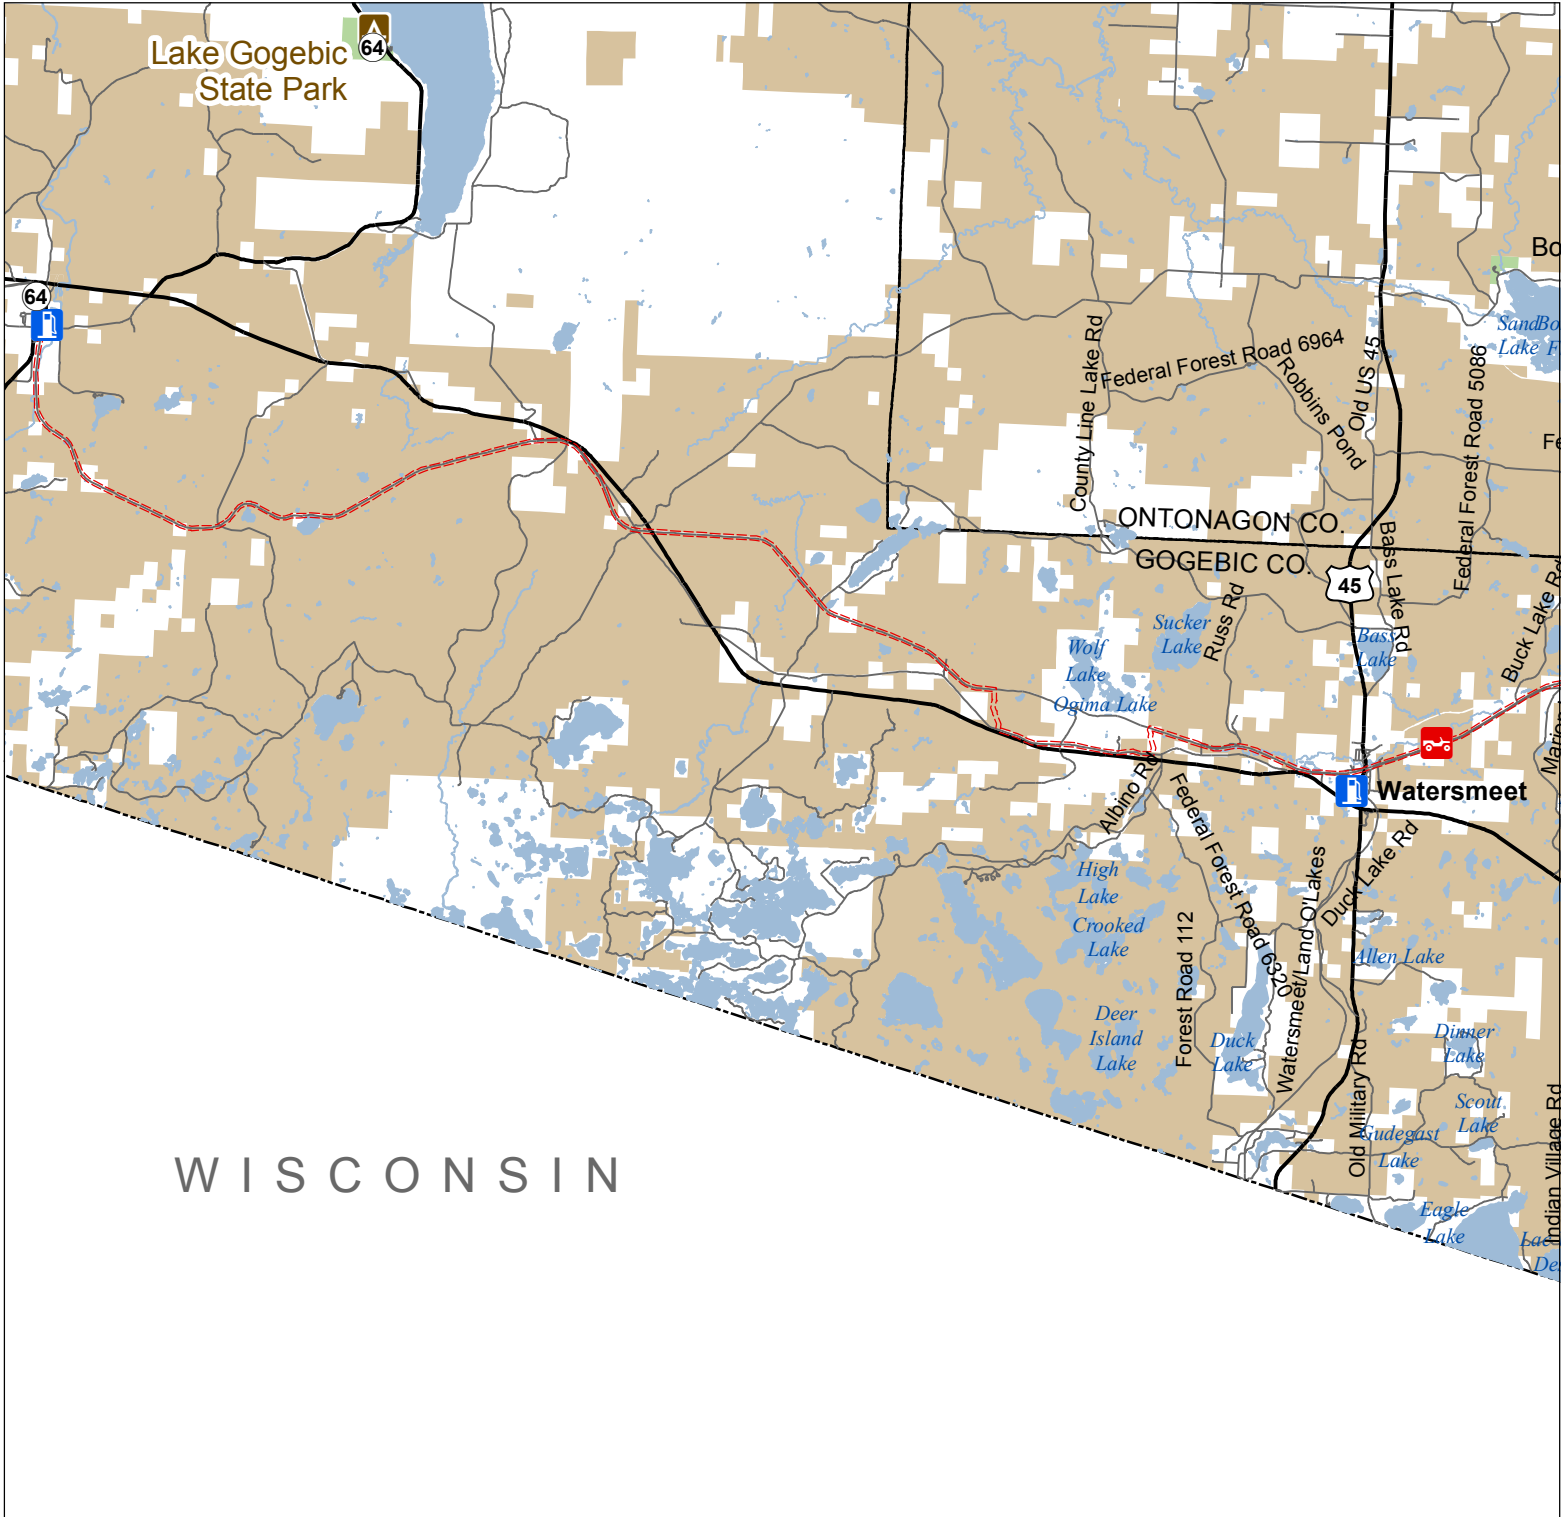 Lake Gogebic
State Park
64
64
Bo
SandBo
Lake F
County Line Lake Rd
Federal Forest Road 6964
Robbins Pond
Old US 45
Federal Forest Road 5086
Fe
ONTONAGON CO.
GOGEBIC CO.
45
Bass Lake Rd
Buck Lake Rd
Sucker
Lake
Russ Rd
Bass
Lake
Wolf
Lake
Ogima Lake
Albino Rd
Watersmeet
Federal Forest Road 6320
Duck Lake Rd
Watersmeet/Land O'Lakes
High
Lake
Crooked
Lake
Forest Road 112
Allen Lake
Deer
Island
Lake
Duck
Lake
Dinner
Lake
Old Military Rd
Scout
Lake
Gudegast
Lake
Indian Village Rd
Eagle
Lake
Lac
De
WISCONSIN